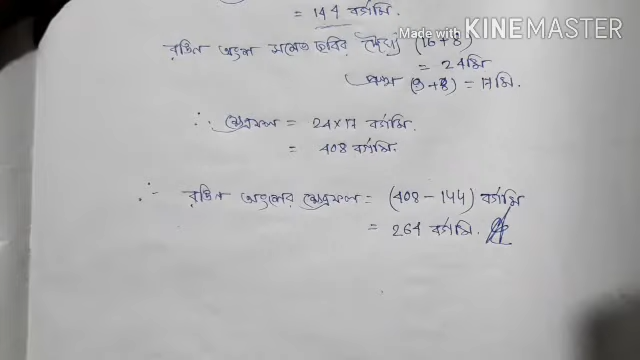 = 144 বর্গমি.
Made with KINEMASTER
রঙিন অংশ সমেত ছবির দৈর্ঘ্য (16+8)
= 24মি
প্রস্থ (9+8) = 17 মি.
∴ ক্ষেত্রফল = 24×17 বর্গমি.
= 408 বর্গমি.
∴ রঙিন অংশের ক্ষেত্রফল = (408 - 144) বর্গমি
= 264 বর্গমি.